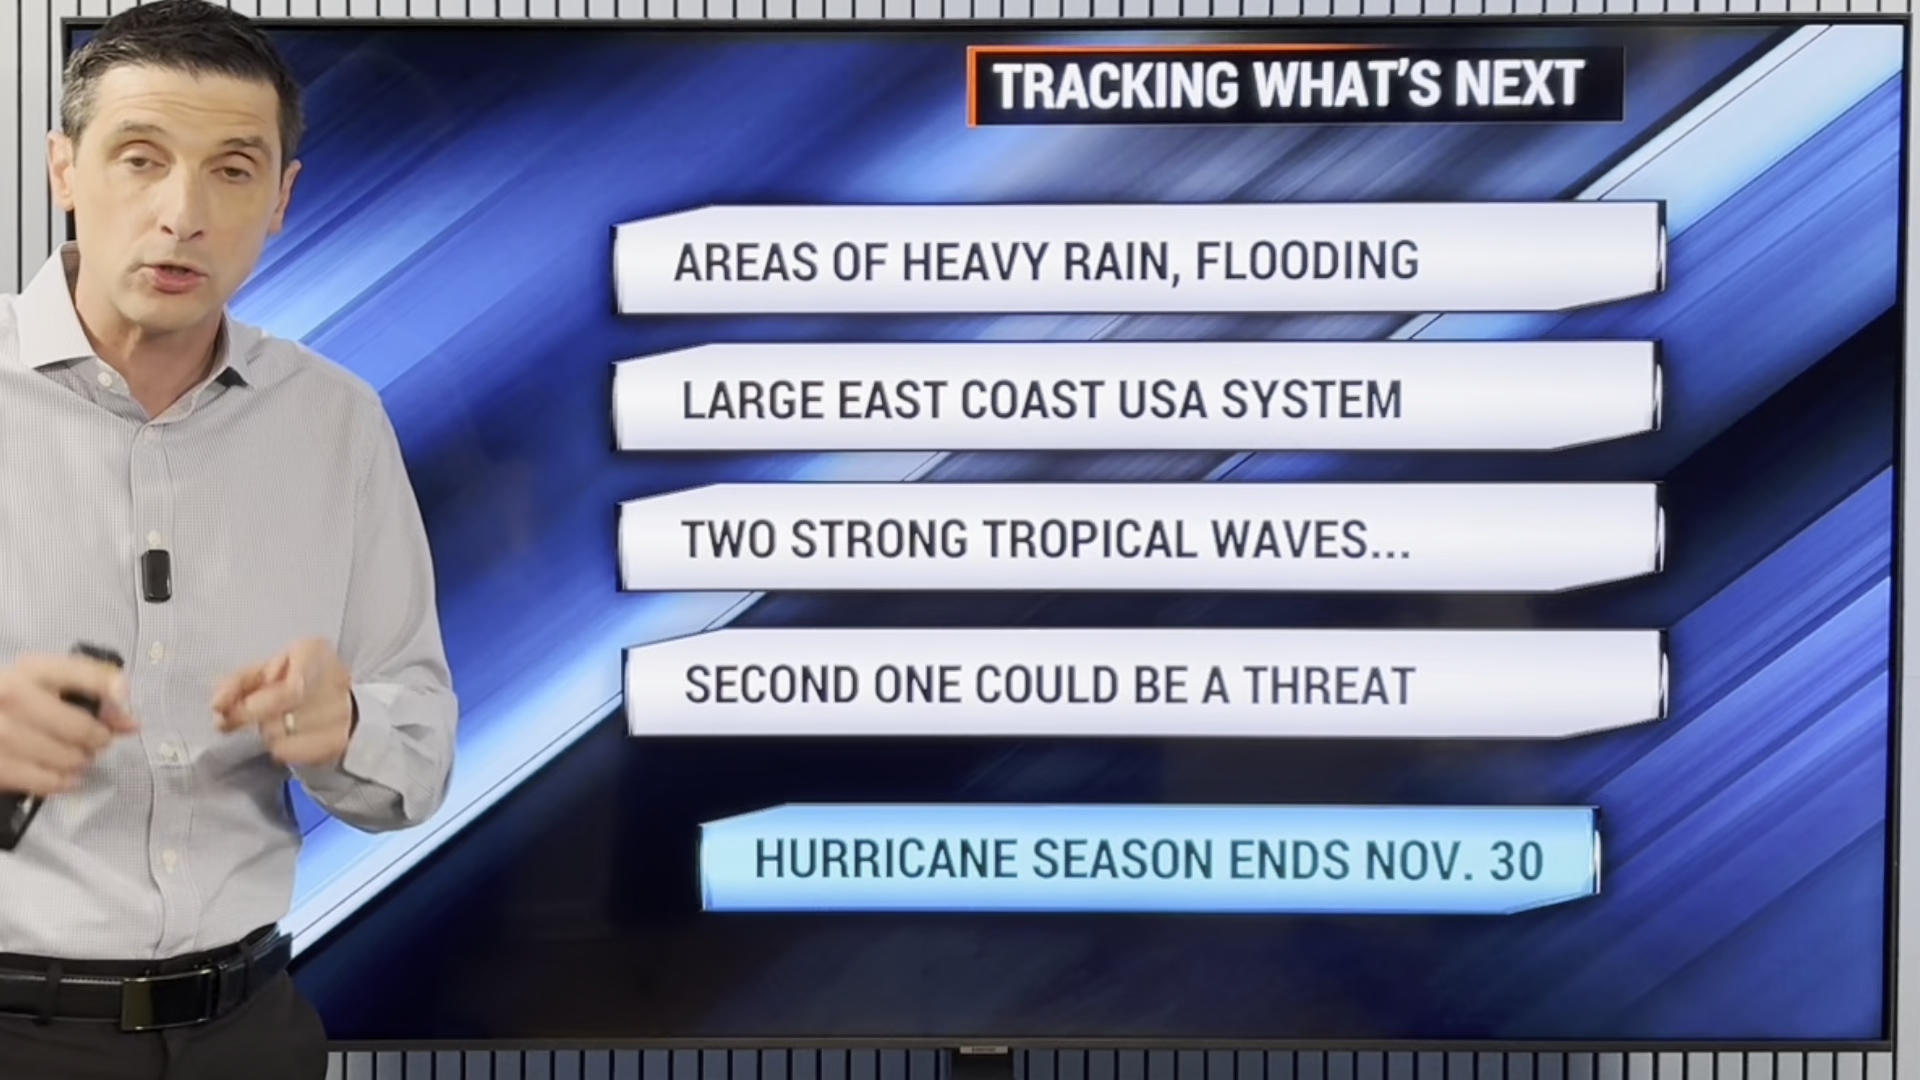 TRACKING WHAT'S NEXT
AREAS OF HEAVY RAIN, FLOODING
LARGE EAST COAST USA SYSTEM
TWO STRONG TROPICAL WAVES...
SECOND ONE COULD BE A THREAT
HURRICANE SEASON ENDS NOV. 30